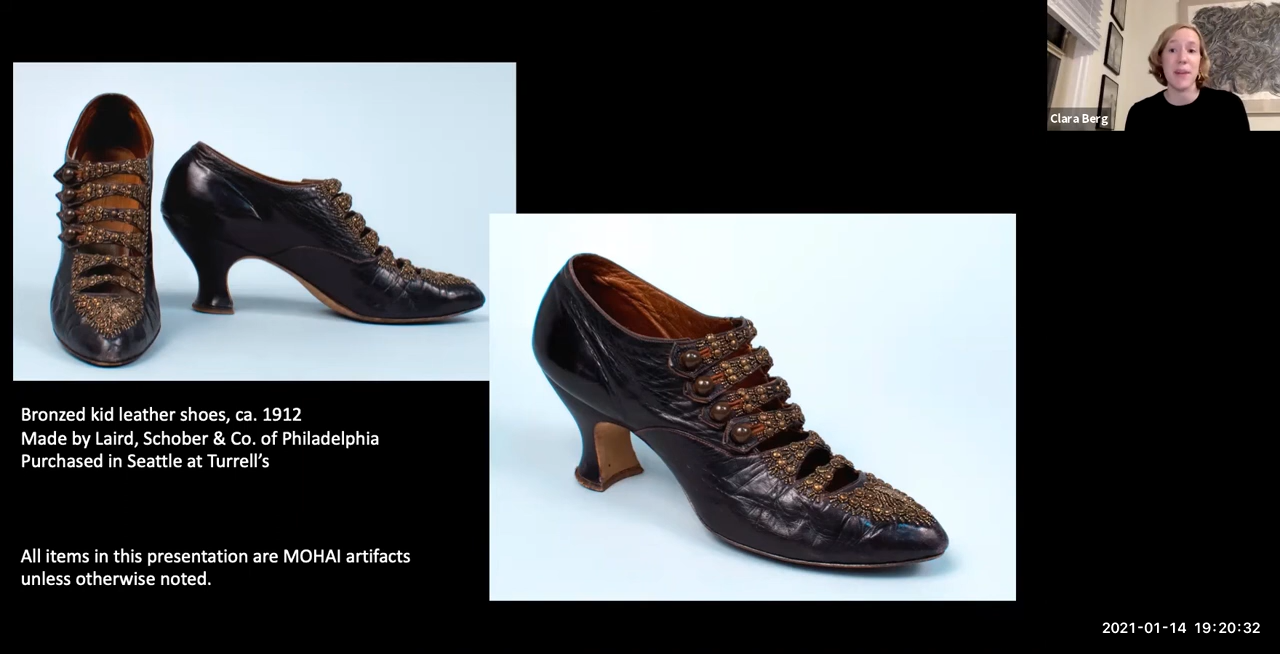 Clara Berg
Bronzed kid leather shoes, ca. 1912
Made by Laird, Schober & Co. of Philadelphia
Purchased in Seattle at Turrell’s
All items in this presentation are MOHAI artifacts
unless otherwise noted.
2021-01-14 19:20:32